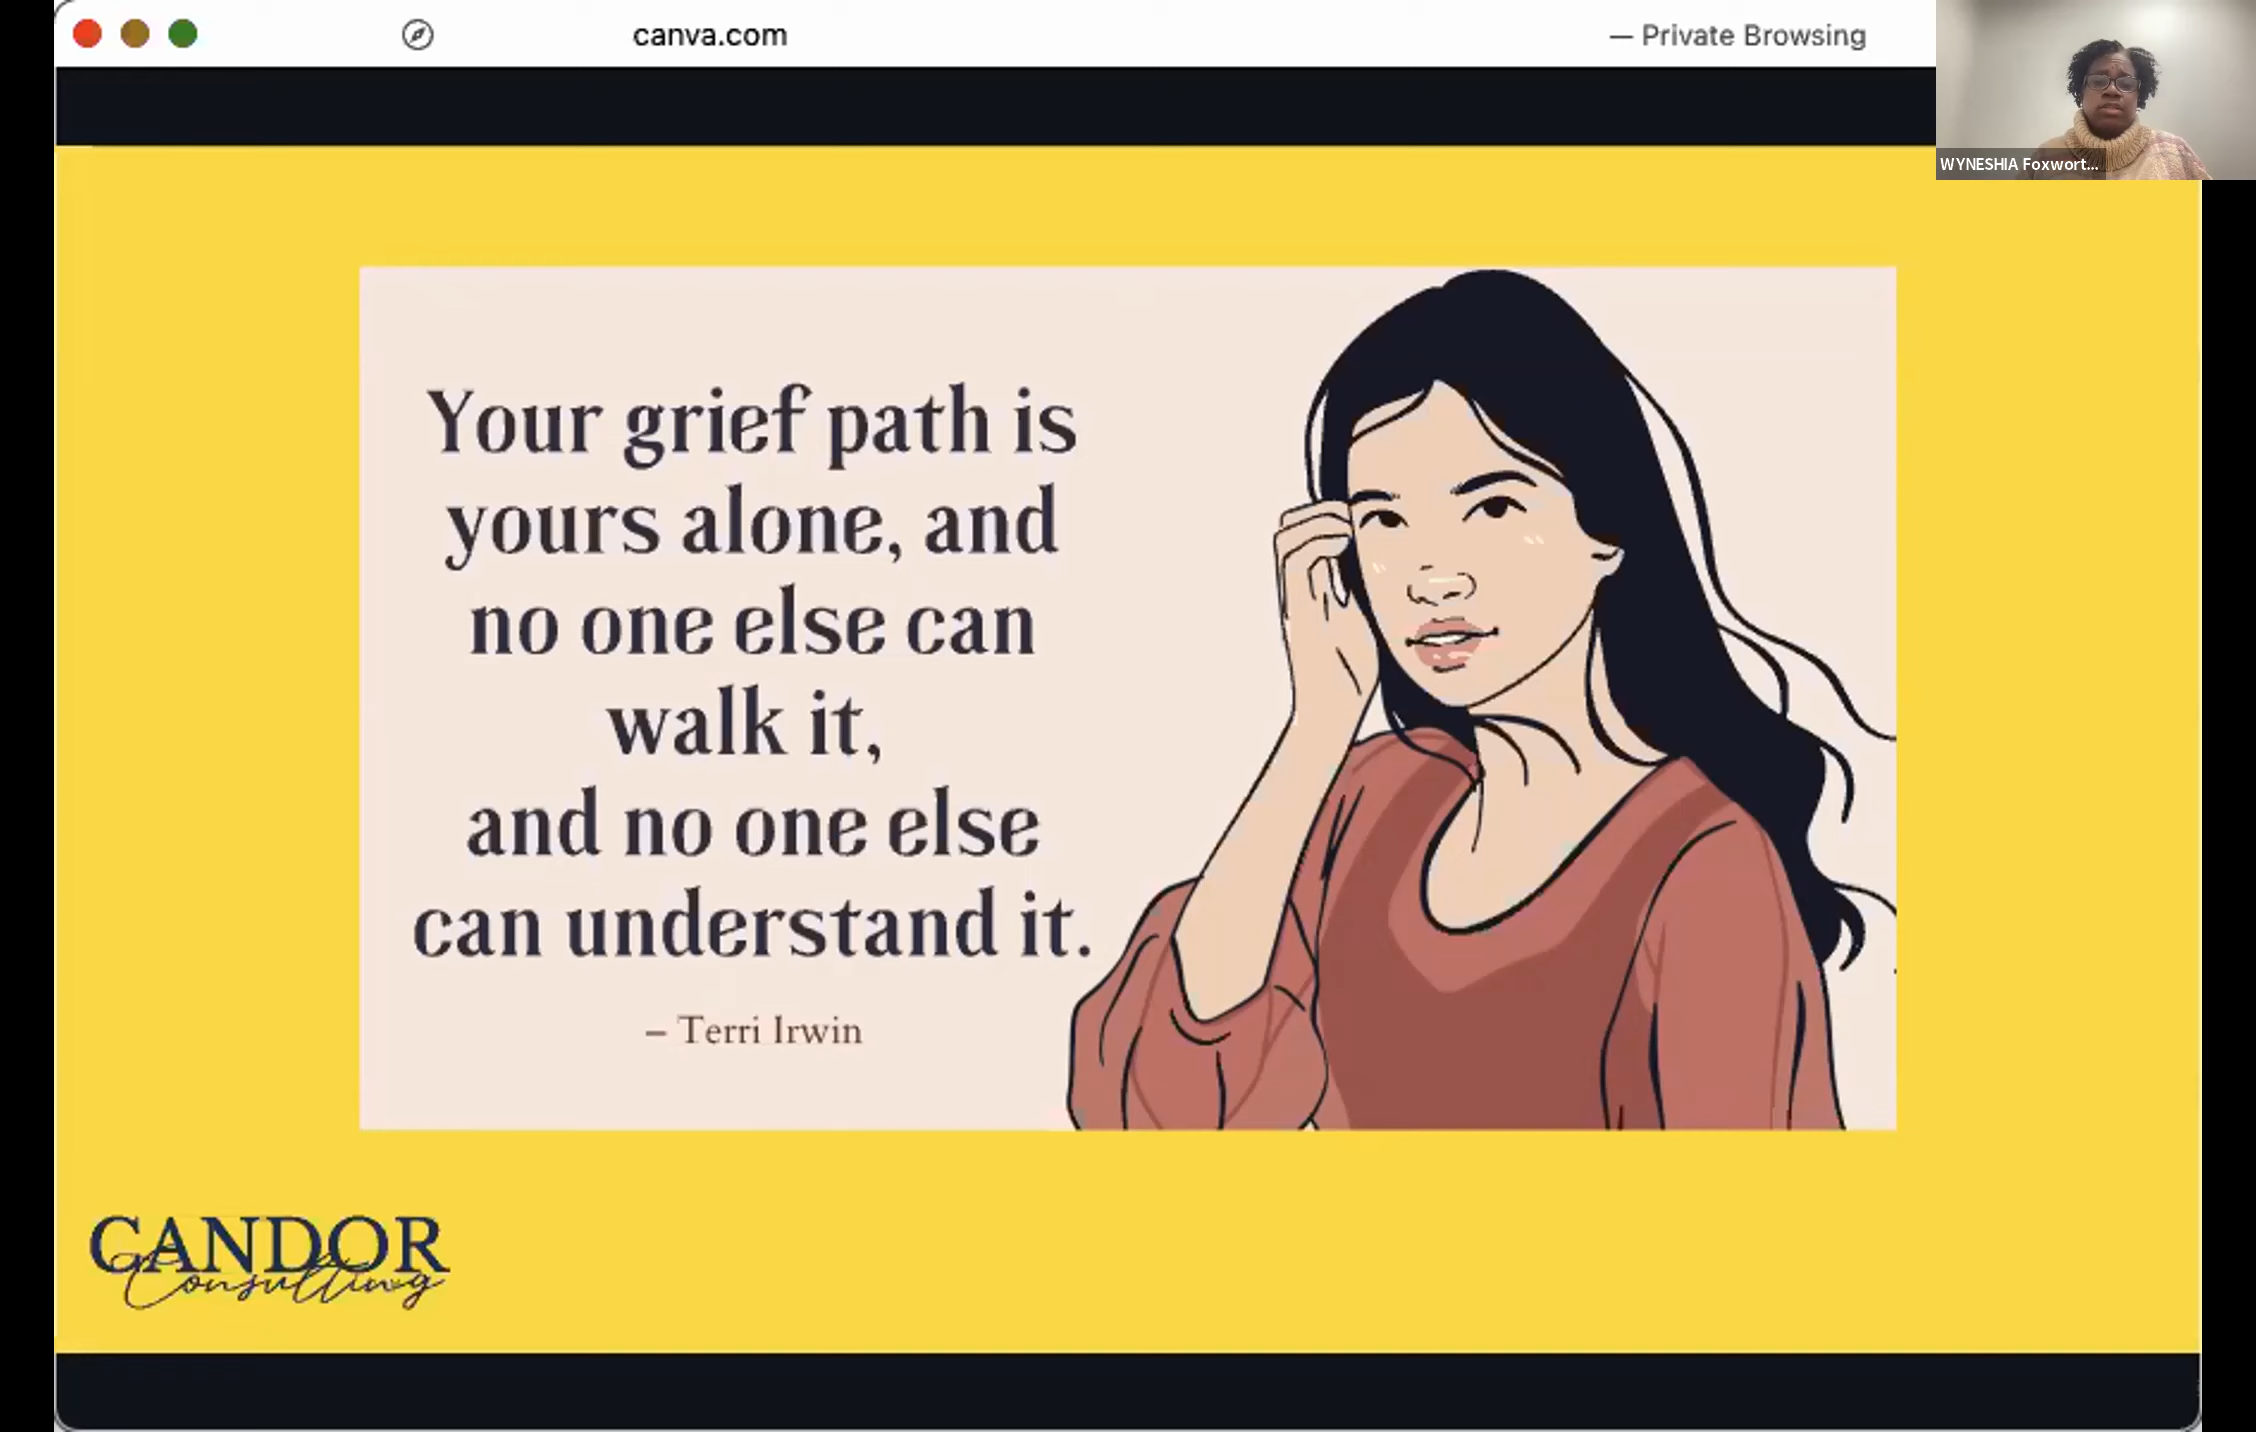 canva.com
— Private Browsing
WYNESHIA Foxwort...
Your grief path is
yours alone, and
no one else can
walk it,
and no one else
can understand it.
– Terri Irwin
CANDOR
Consulting